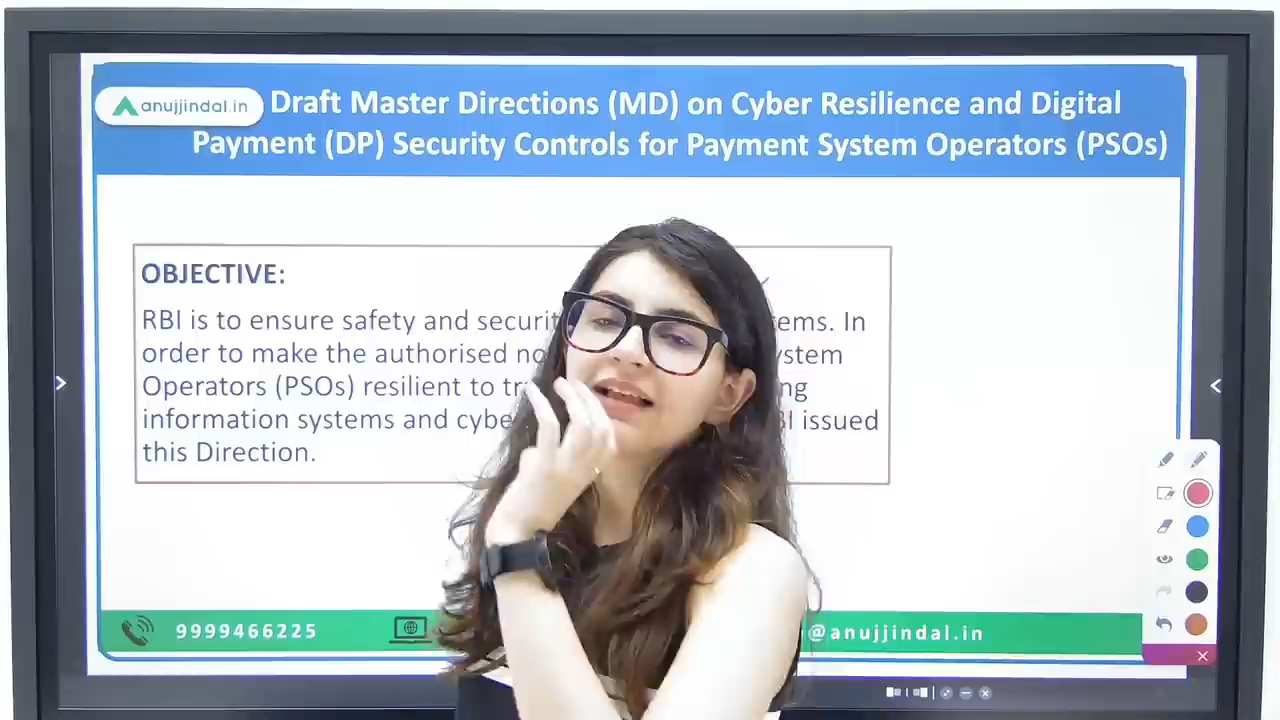 anujjindal.in
Draft Master Directions (MD) on Cyber Resilience and Digital
Payment (DP) Security Controls for Payment System Operators (PSOs)
OBJECTIVE:
RBI is to ensure safety and In
order to make the authorised
Operators (PSOs) resilient to
information systems and issued
this Direction.
9999466225
@anujjindal.in